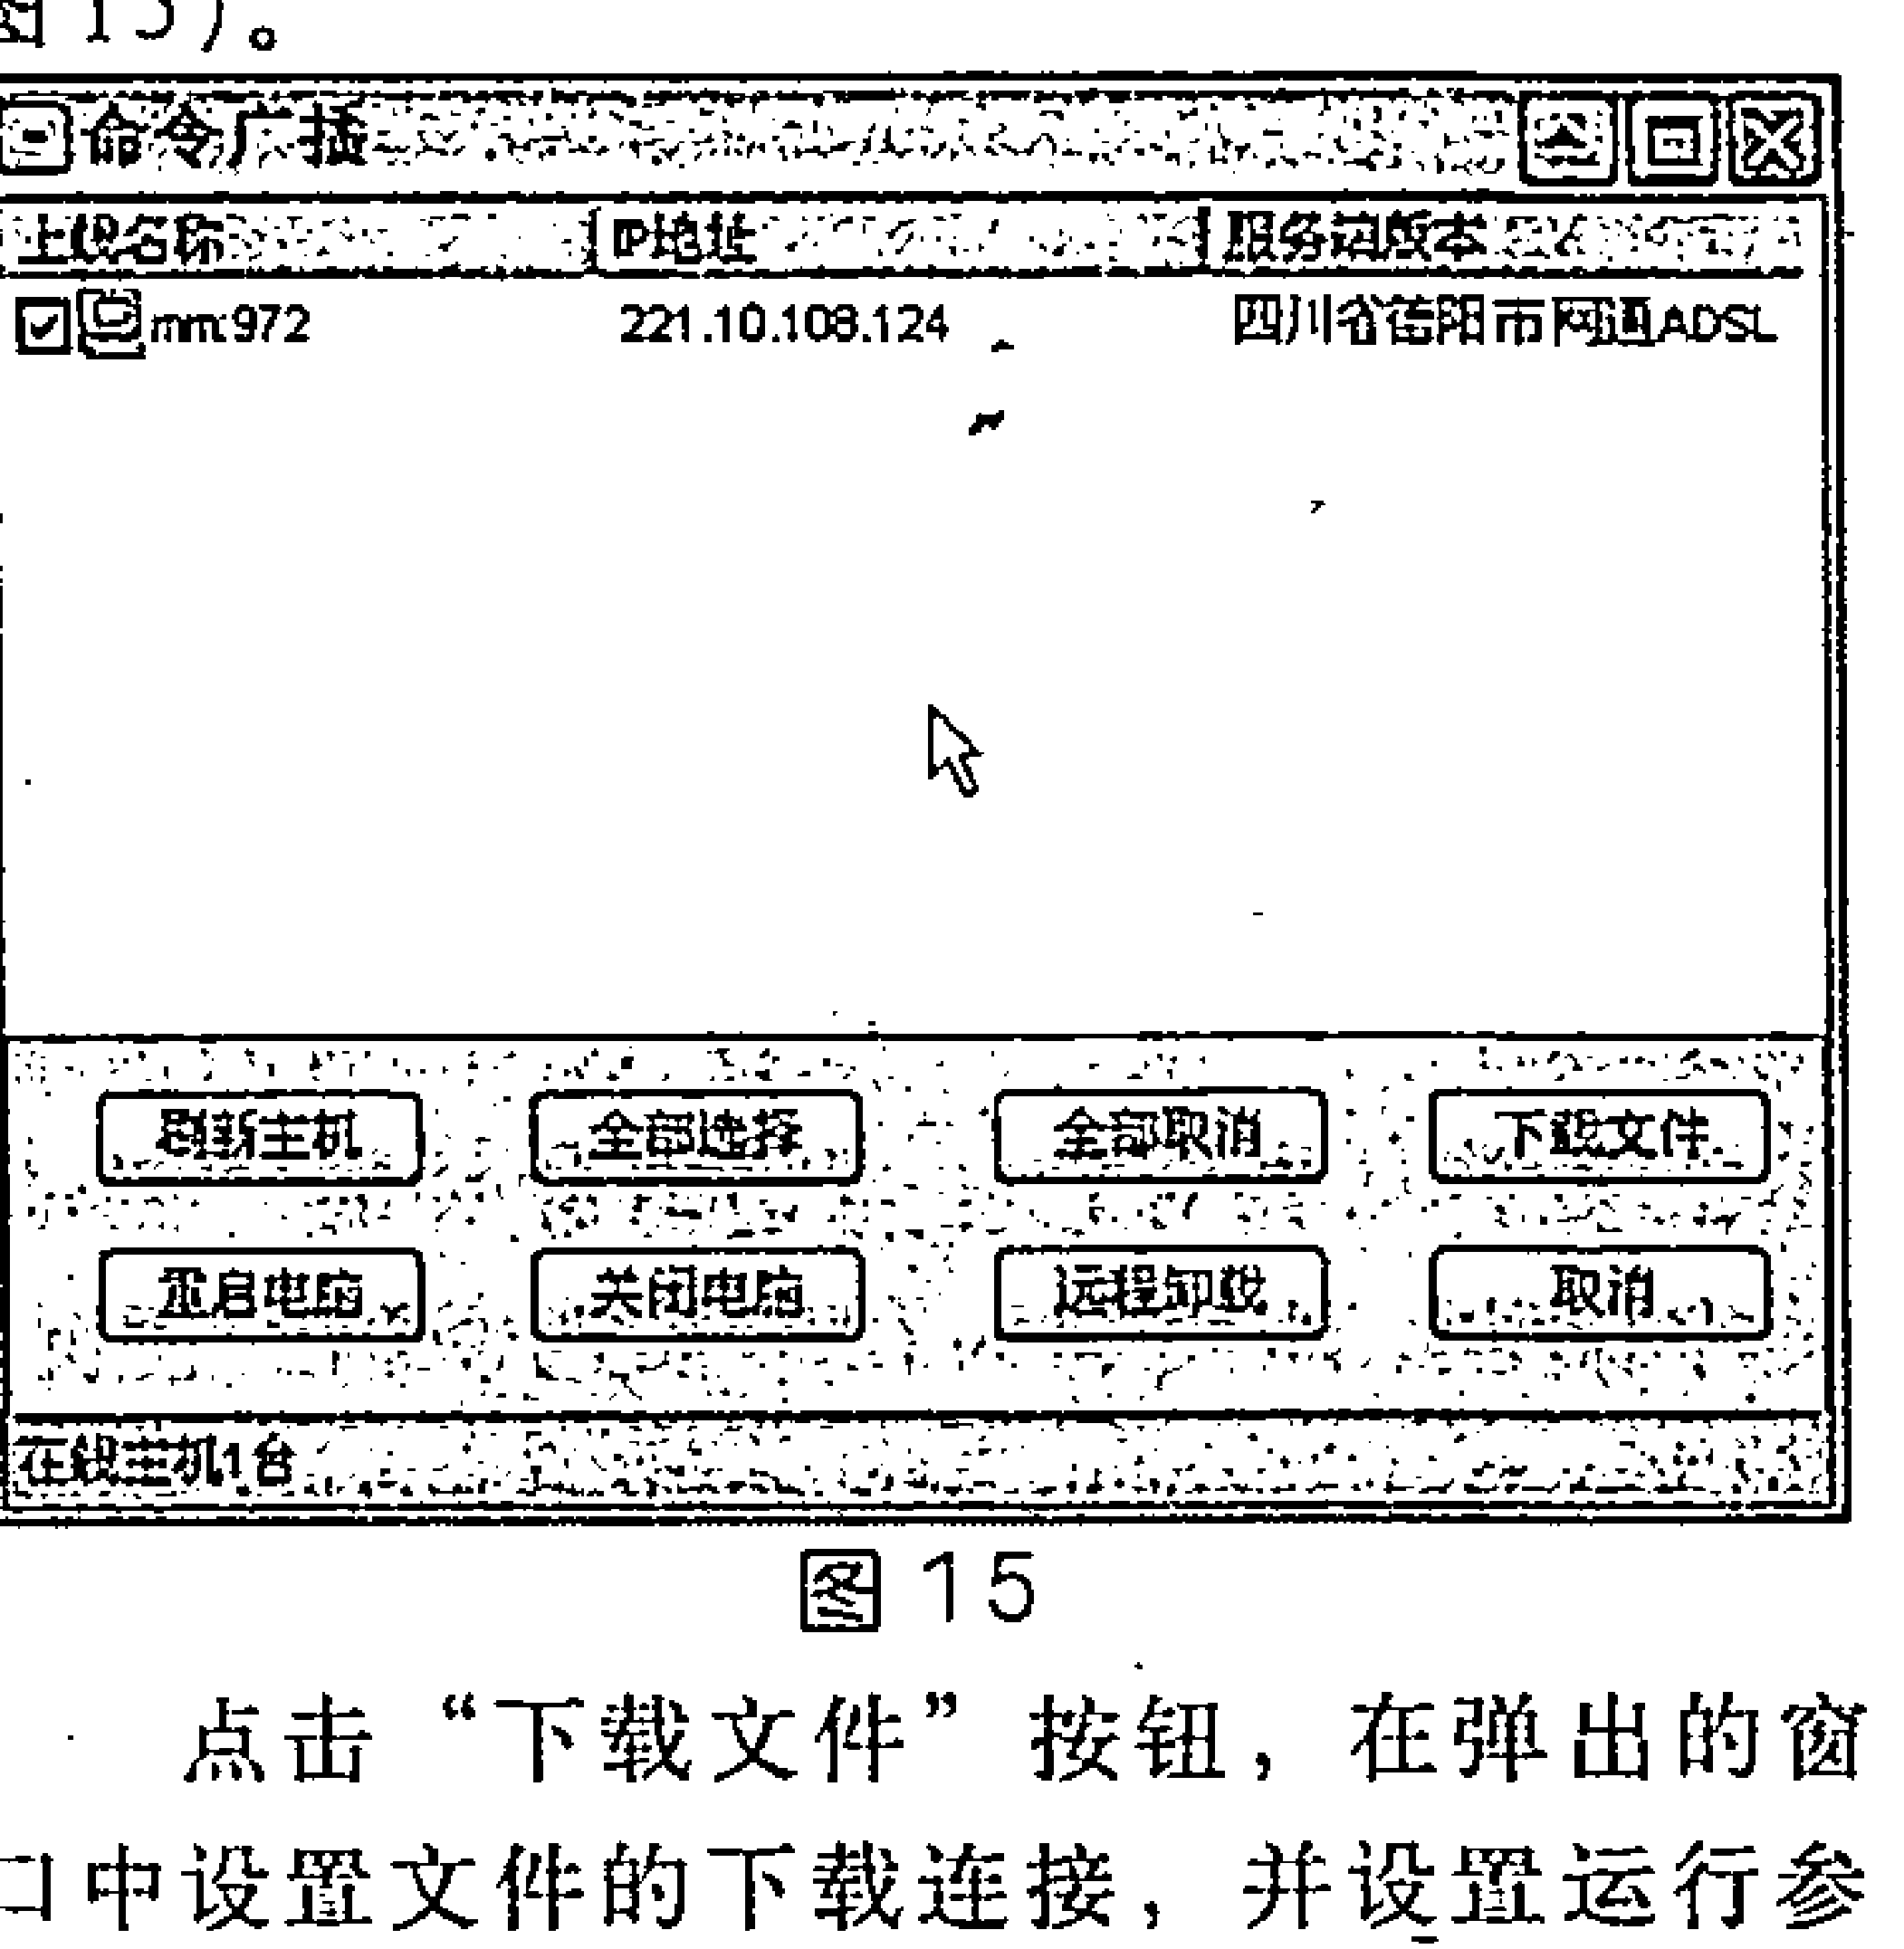 图15)。
命令广播
上线名称 IP地址 服务端版本
mm:972 221.10.108.124 四川省德阳市网通ADSL
刷新主机 全部选择 全部取消 下载文件
重启电脑 关闭电脑 远程卸载 取消
在线主机1台
图 15
点击“下载文件”按钮，在弹出的窗
口中设置文件的下载连接，并设置运行参